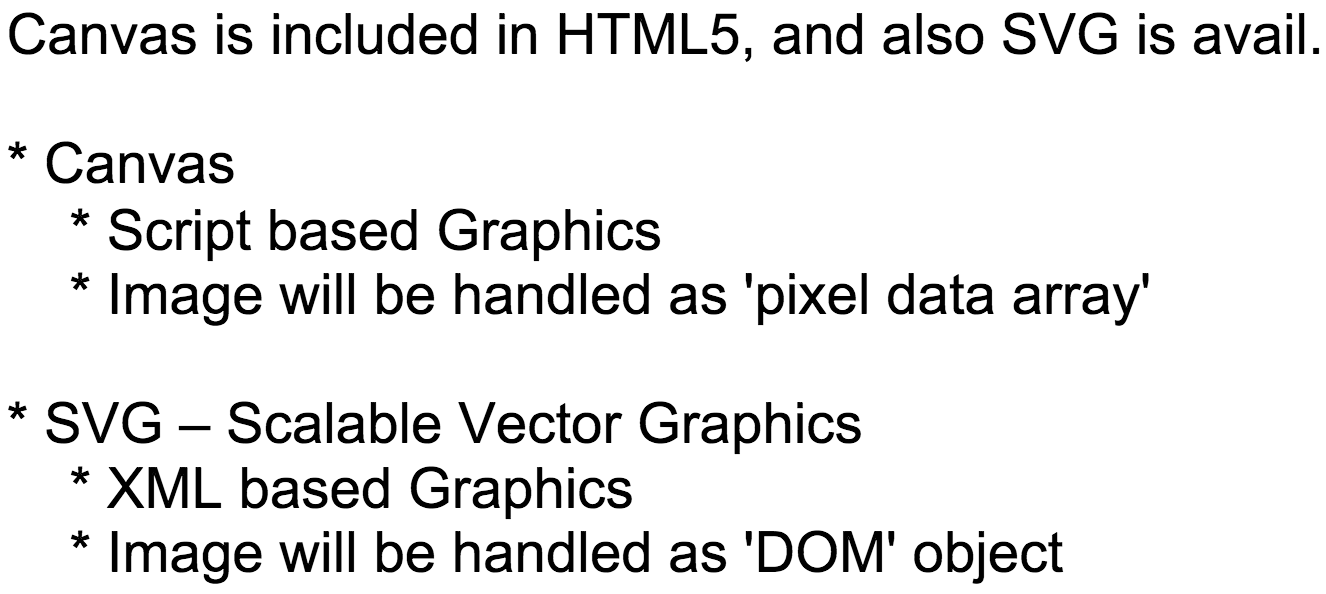 Canvas is included in HTML5, and also SVG is avail.
* Canvas
* Script based Graphics
* Image will be handled as 'pixel data array'
* SVG – Scalable Vector Graphics
* XML based Graphics
* Image will be handled as 'DOM' object